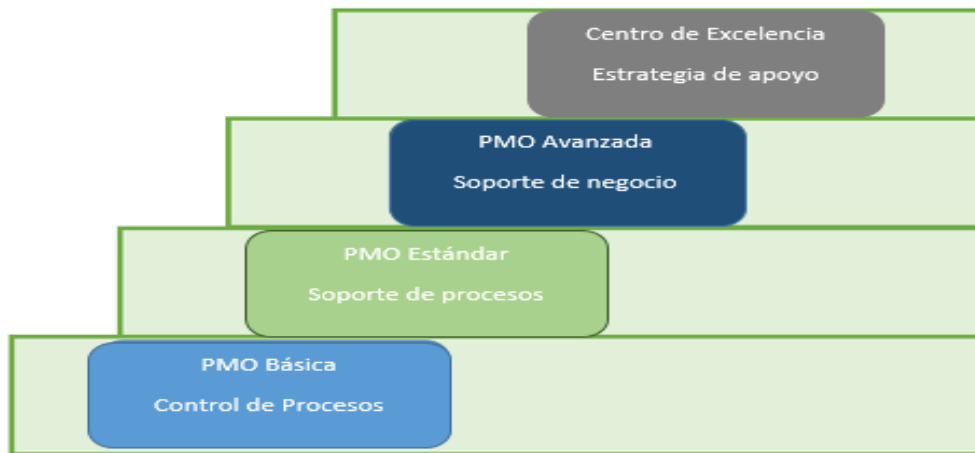 Centro de Excelencia
Estrategia de apoyo
PMO Avanzada
Soporte de negocio
PMO Estándar
Soporte de procesos
PMO Básica
Control de Procesos